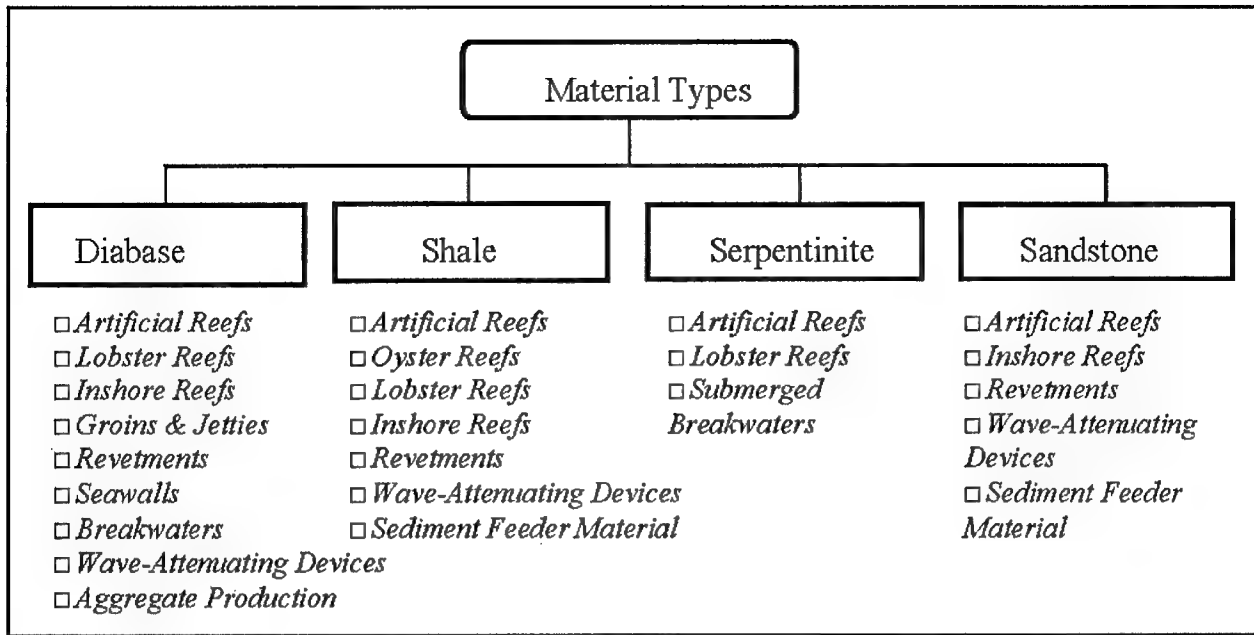 Material Types
Diabase
□ Artificial Reefs
□ Lobster Reefs
□ Inshore Reefs
□ Groins & Jetties
□ Revetments
□ Seawalls
□ Breakwaters
□ Wave-Attenuating Devices
□ Aggregate Production
Shale
□ Artificial Reefs
□ Oyster Reefs
□ Lobster Reefs
□ Inshore Reefs
□ Revetments
□ Wave-Attenuating Devices
□ Sediment Feeder Material
Serpentinite
□ Artificial Reefs
□ Lobster Reefs
□ Submerged
Breakwaters
Sandstone
□ Artificial Reefs
□ Inshore Reefs
□ Revetments
□ Wave-Attenuating
Devices
□ Sediment Feeder
Material